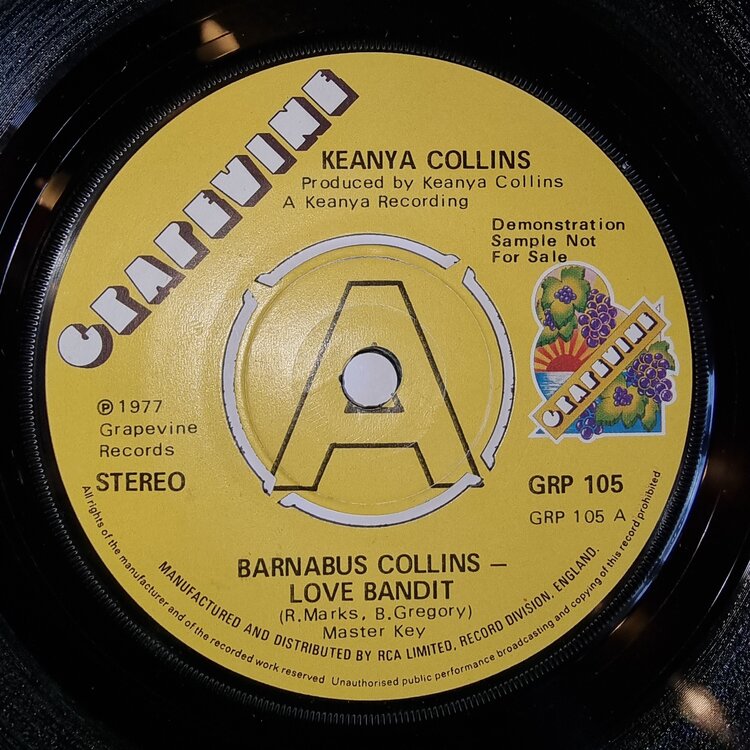 GRAPEVINE
KEANYA COLLINS
Produced by Keanya Collins
A Keanya Recording
Demonstration
Sample Not
For Sale
A
GRAPEVINE
℗ 1977
Grapevine
Records
STEREO
GRP 105
GRP 105 A
BARNABUS COLLINS –
LOVE BANDIT
(R.Marks, B.Gregory)
Master Key
MANUFACTURED AND DISTRIBUTED BY RCA LIMITED, RECORD DIVISION, ENGLAND.
All rights of the manufacturer and of the recorded work reserved Unauthorised public performance broadcasting and copying of this record prohibited